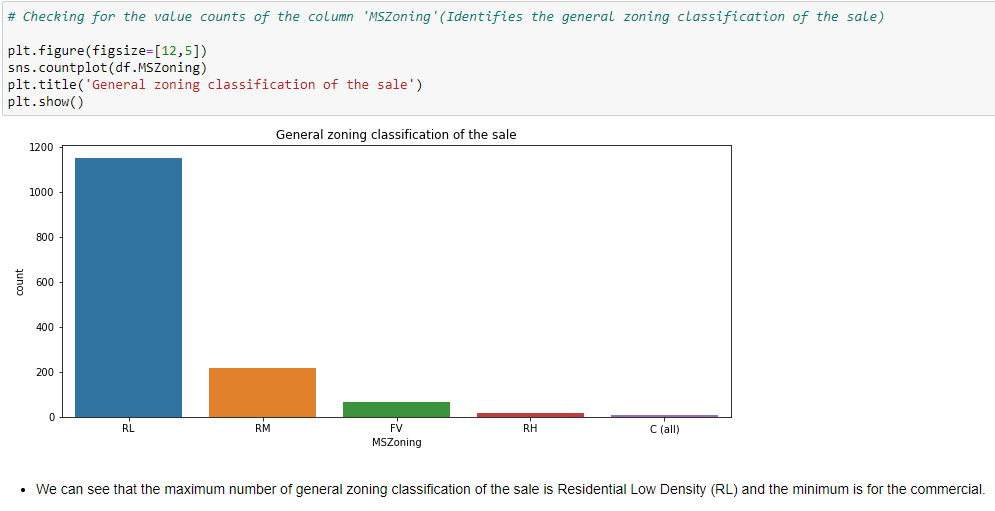 # Checking for the value counts of the column 'MSZoning'(Identifies the general zoning classification of the sale)
plt.figure(figsize=[12,5])
sns.countplot(df.MSZoning)
plt.title('General zoning classification of the sale')
plt.show()
General zoning classification of the sale
1200
1000
800
600
400
200
0
count
RL RM FV RH C (all)
MSZoning
• We can see that the maximum number of general zoning classification of the sale is Residential Low Density (RL) and the minimum is for the commercial.